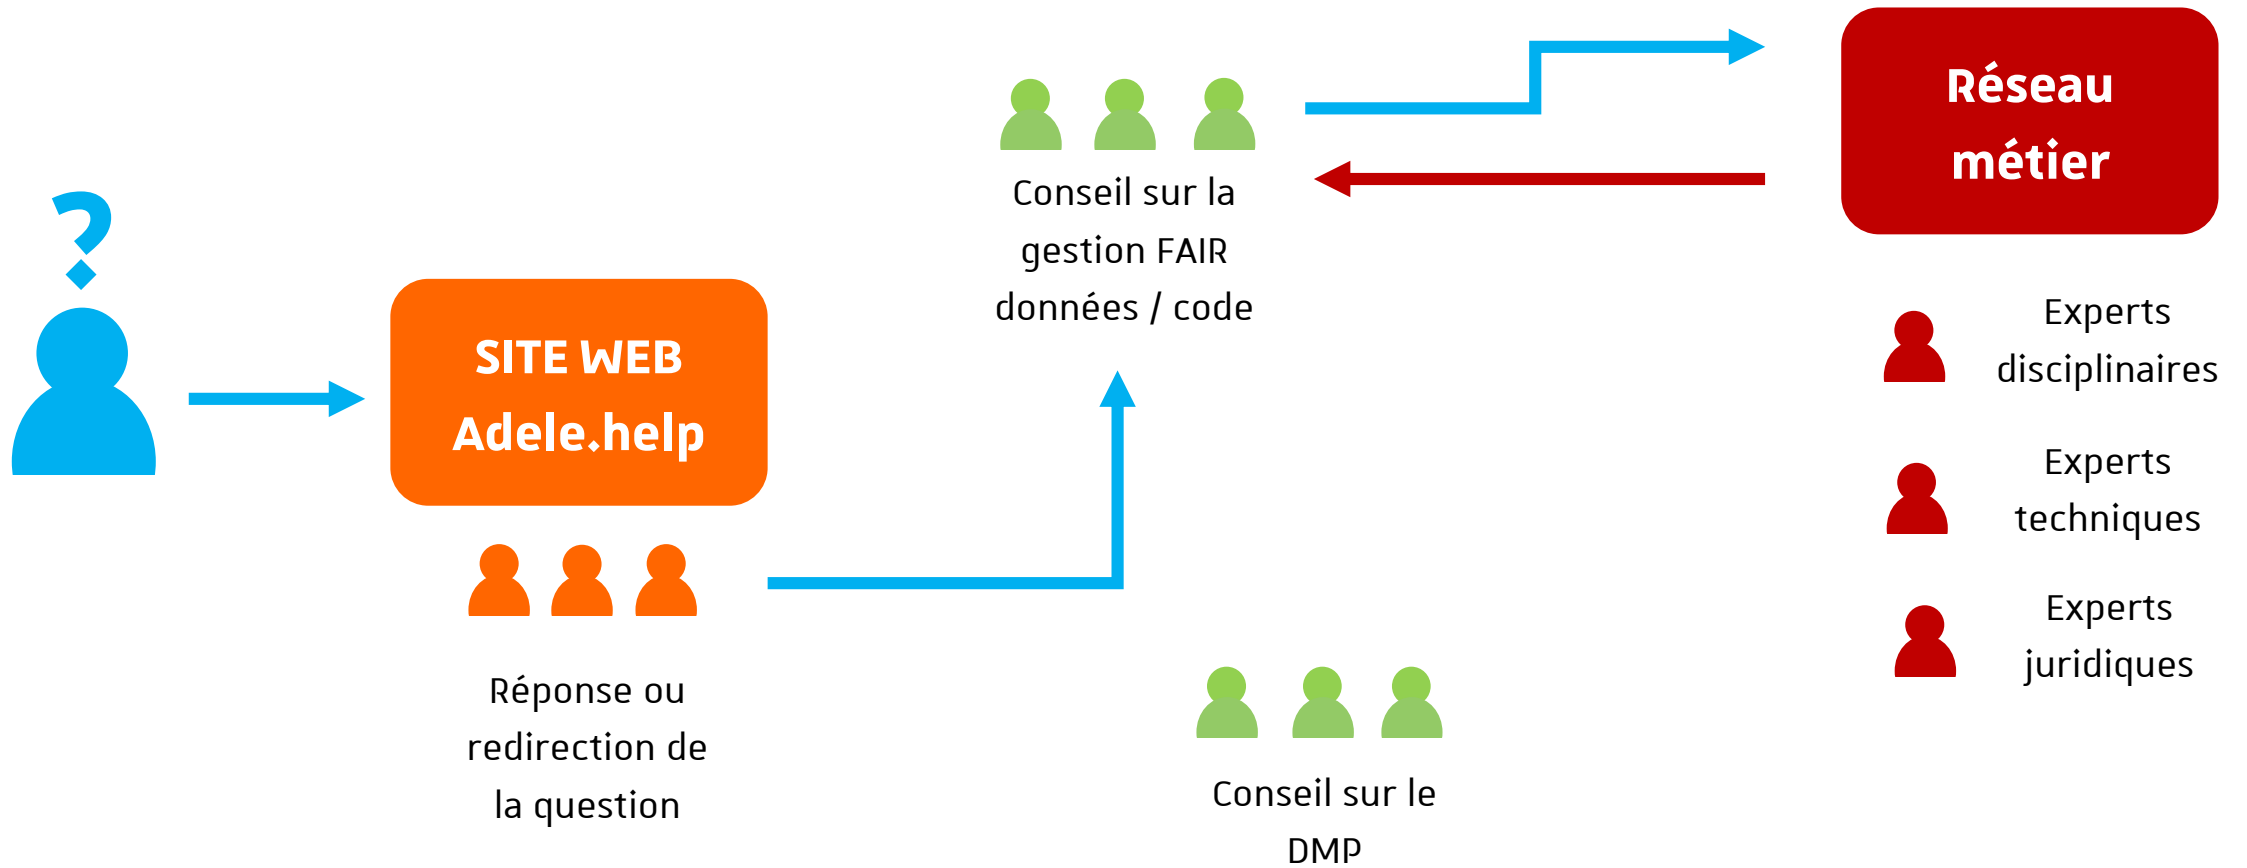 ?
SITE WEB
Adele.help
Réponse ou
redirection de
la question
Conseil sur la
gestion FAIR
données / code
Conseil sur le
DMP
Réseau
métier
Experts
disciplinaires
Experts
techniques
Experts
juridiques